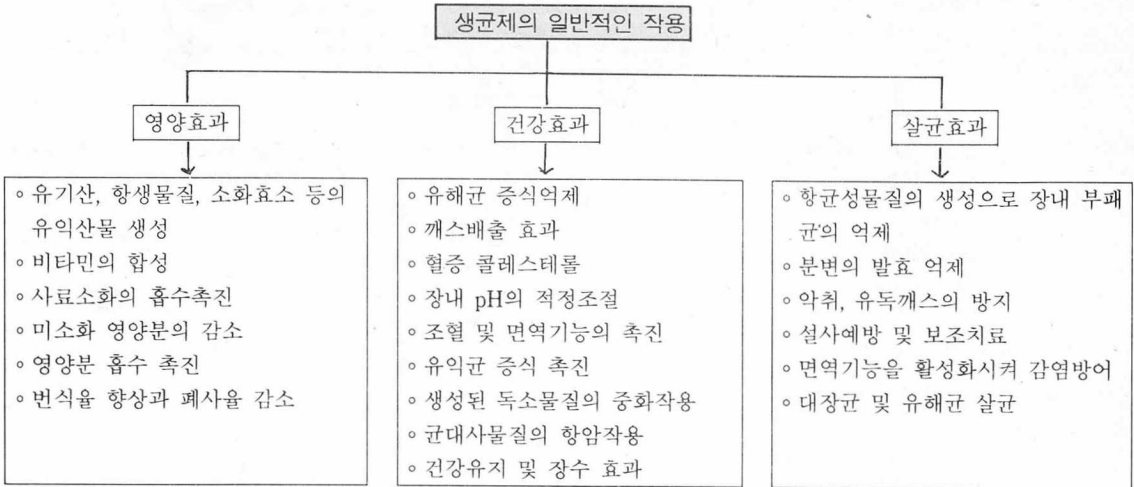 생균제의 일반적인 작용
영양효과
건강효과
살균효과
◦ 유기산, 항생물질, 소화효소 등의
유익산물 생성
◦ 비타민의 합성
◦ 사료소화의 흡수촉진
◦ 미소화 영양분의 감소
◦ 영양분 흡수 촉진
◦ 번식율 향상과 폐사율 감소
◦ 유해균 증식억제
◦ 깨스배출 효과
◦ 혈중 콜레스테롤
◦ 장내 pH의 적정조절
◦ 조혈 및 면역기능의 촉진
◦ 유익균 증식 촉진
◦ 생성된 독소물질의 중화작용
◦ 균대사물질의 항암작용
◦ 건강유지 및 장수 효과
◦ 항균성물질의 생성으로 장내 부패
균의 억제
◦ 분변의 발효 억제
◦ 악취, 유독깨스의 방지
◦ 설사예방 및 보조치료
◦ 면역기능을 활성화시켜 감염방어
◦ 대장균 및 유해균 살균